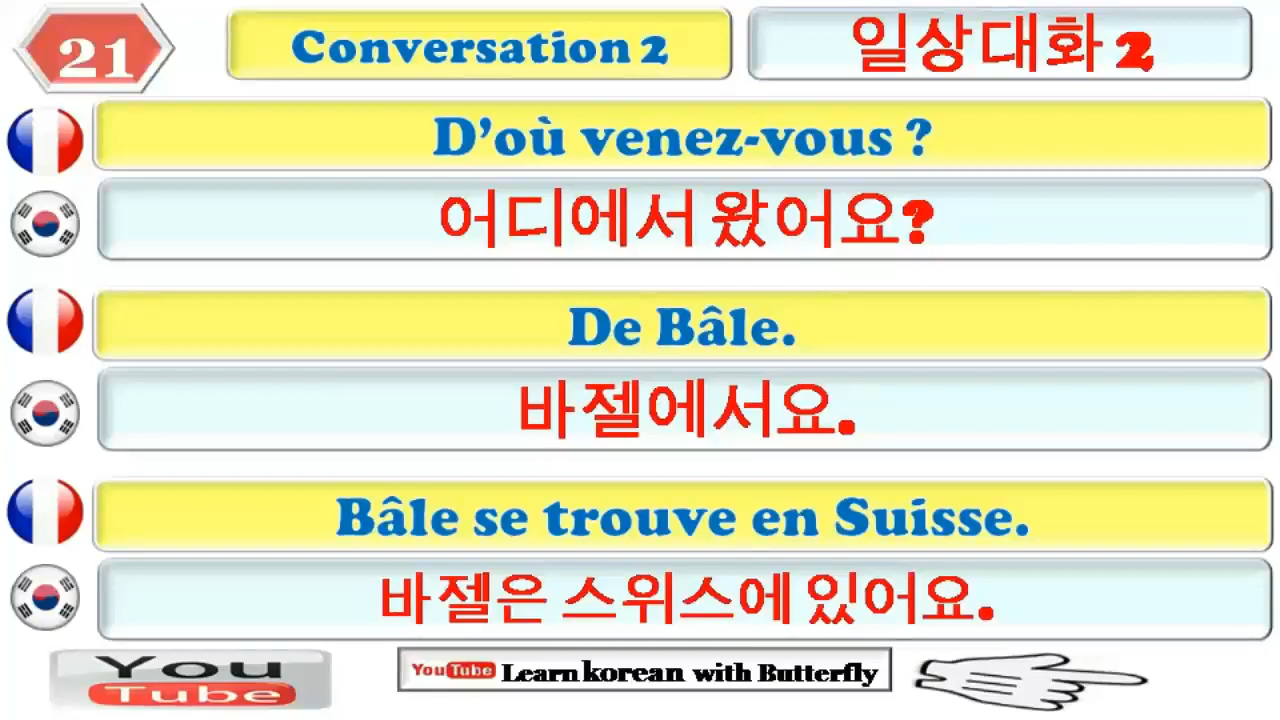 21
Conversation 2
일상대화 2
D'où venez-vous ?
어디에서 왔어요?
De Bâle.
바젤에서요.
Bâle se trouve en Suisse.
바젤은 스위스에 있어요.
You
Tube
YouTube Learn korean with Butterfly